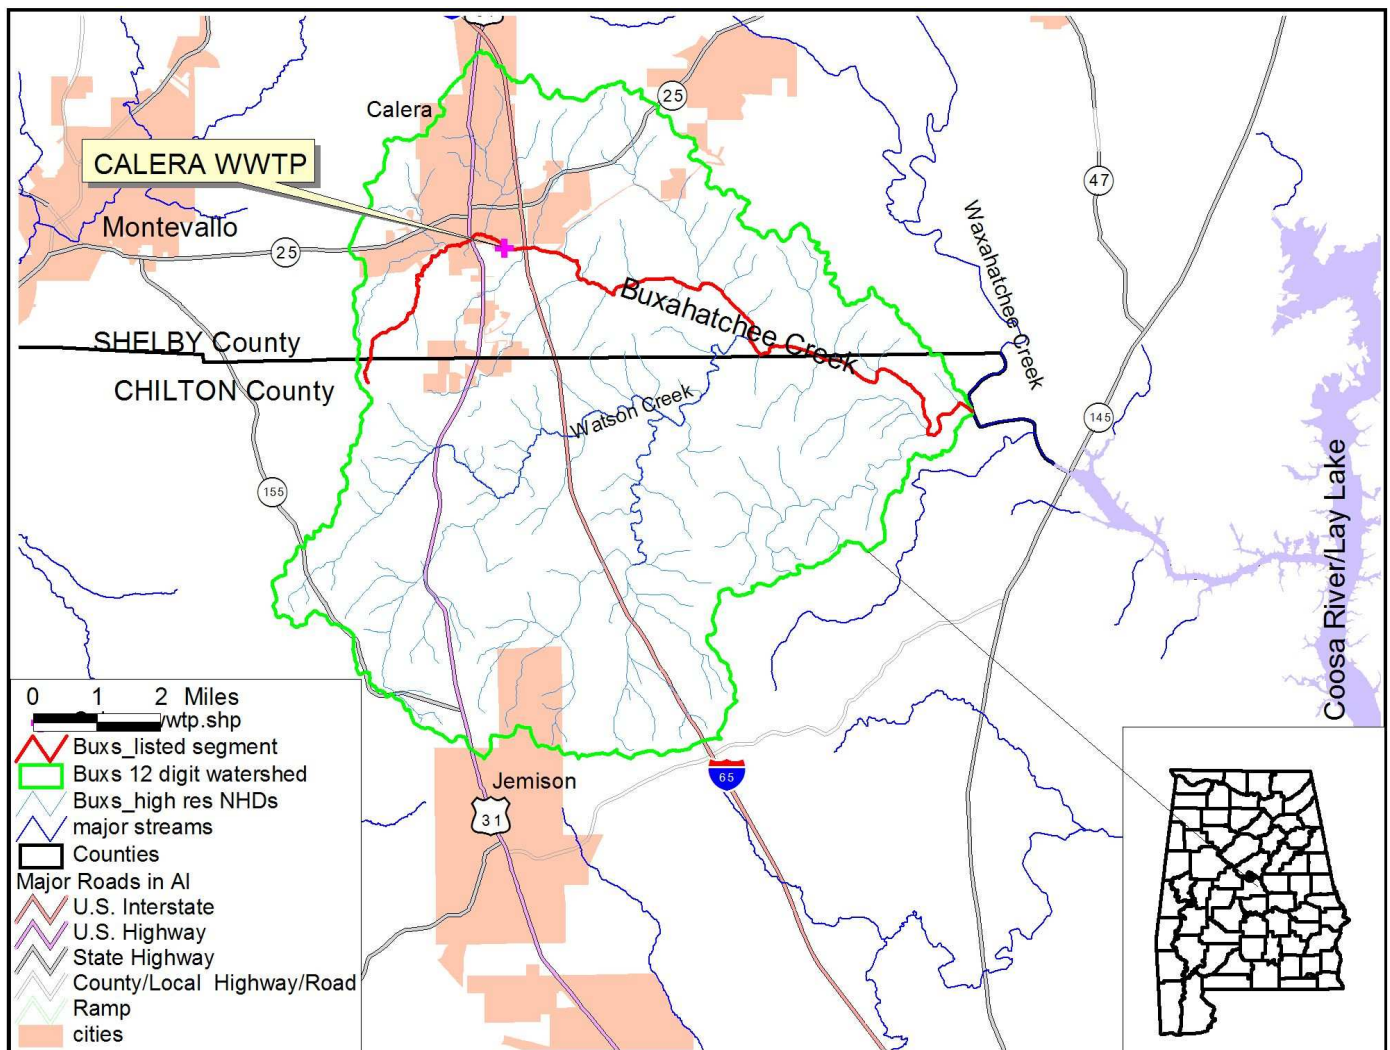 31
25
Calera
CALERA WWTP
47
Montevallo
25
Waxahatchee Creek
Buxahatchee Creek
SHELBY County
CHILTON County
Watson Creek
145
155
Coosa River/Lay Lake
0 1 2 Miles
wtp.shp
Buxs_listed segment
Buxs 12 digit watershed
Buxs_high res NHDs
major streams
Counties
Major Roads in Al
U.S. Interstate
U.S. Highway
State Highway
County/Local Highway/Road
Ramp
cities
Jemison
65
31